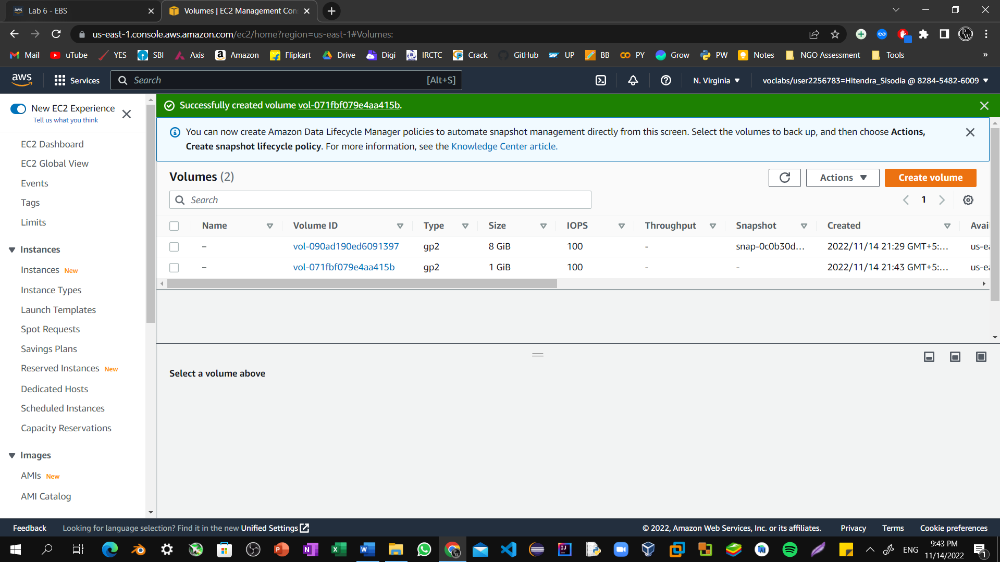 Lab 6 - EBS
Volumes | EC2 Management Con
us-east-1.console.aws.amazon.com/ec2/home?region=us-east-1#Volumes:
Mail uTube YES SBI Axis Amazon Flipkart Drive Digi IRCTC Crack GitHub UP BB PY Grow PW Notes NGO Assessment Tools »
aws Services Search [Alt+S] N. Virginia voclabs/user2256783=Hitendra_Sisodia @ 8284-5482-6009
New EC2 Experience
Tell us what you think
EC2 Dashboard
EC2 Global View
Events
Tags
Limits
Instances
Instances New
Instance Types
Launch Templates
Spot Requests
Savings Plans
Reserved Instances New
Dedicated Hosts
Scheduled Instances
Capacity Reservations
Images
AMIs New
AMI Catalog
Successfully created volume vol-071fbf079e4aa415b.
You can now create Amazon Data Lifecycle Manager policies to automate snapshot management directly from this screen. Select the volumes to back up, and then choose Actions,
Create snapshot lifecycle policy. For more information, see the Knowledge Center article.
Volumes (2)
Actions
Create volume
Search
1
Name Volume ID Type Size IOPS Throughput Snapshot Created Avai
– vol-090ad190ed6091397 gp2 8 GiB 100 - snap-0c0b30d... 2022/11/14 21:29 GMT+5:... us-ea
– vol-071fbf079e4aa415b gp2 1 GiB 100 - - 2022/11/14 21:43 GMT+5:... us-ea
Select a volume above
Feedback Looking for language selection? Find it in the new Unified Settings © 2022, Amazon Web Services, Inc. or its affiliates. Privacy Terms Cookie preferences
ENG
9:43 PM
11/14/2022
1